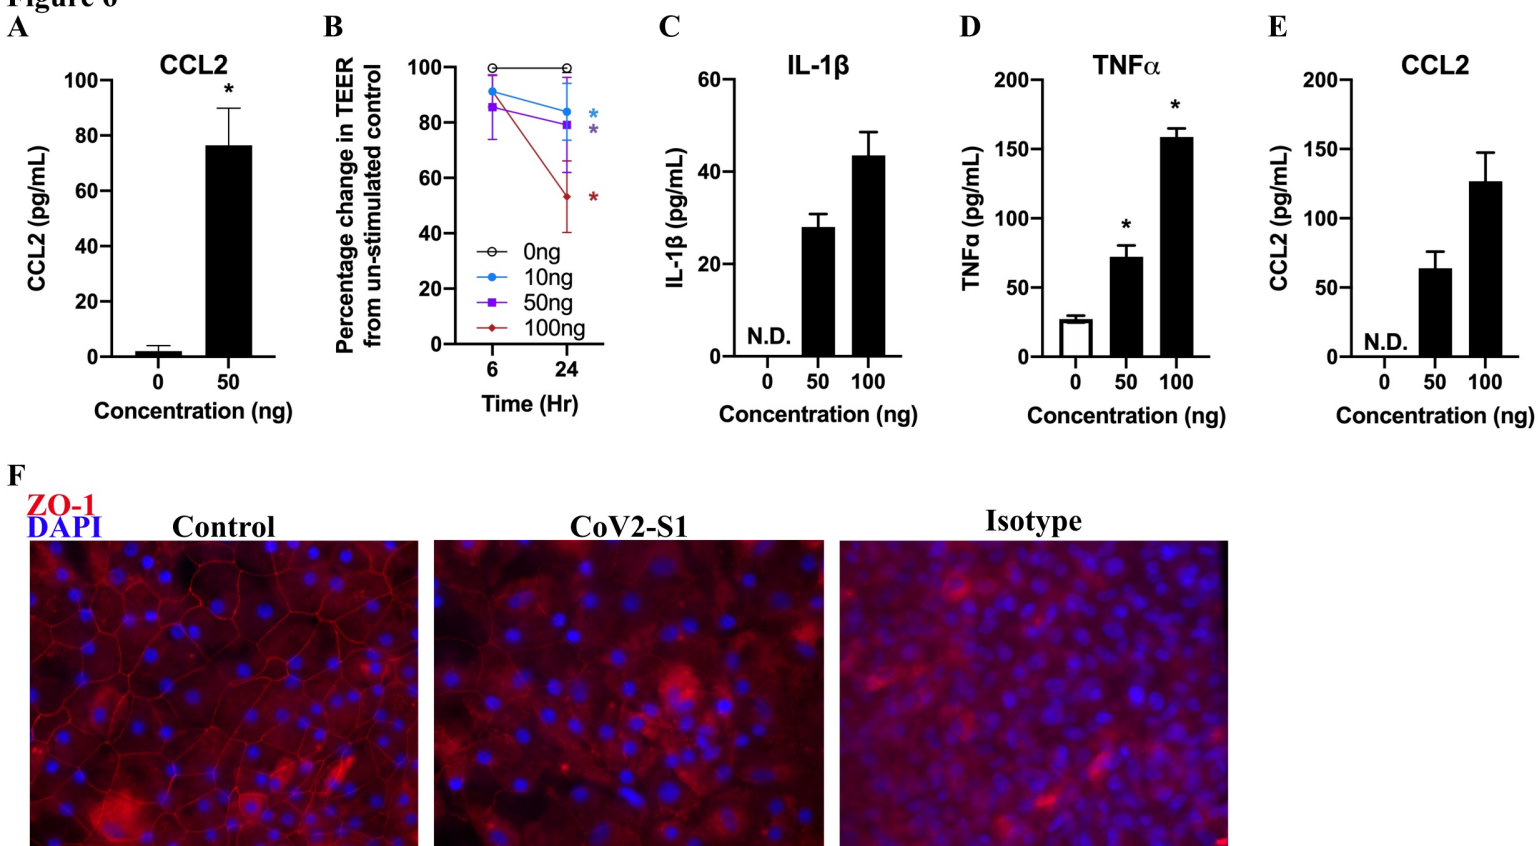 Figure 6
A
CCL2
CCL2 (pg/mL)
100
80
60
40
20
0
*
0 50
Concentration (ng)
B
Percentage change in TEER
from un-stimulated control
100
80
60
40
20
0
*
*
*
0ng
10ng
50ng
100ng
6 24
Time (Hr)
C
IL-1β
IL-1β (pg/mL)
60
40
20
0
N.D.
0 50 100
Concentration (ng)
D
TNFα
TNFα (pg/mL)
200
150
100
50
0
*
*
0 50 100
Concentration (ng)
E
CCL2
CCL2 (pg/mL)
200
150
100
50
0
N.D.
0 50 100
Concentration (ng)
F
ZO-1
DAPI
Control
CoV2-S1
Isotype